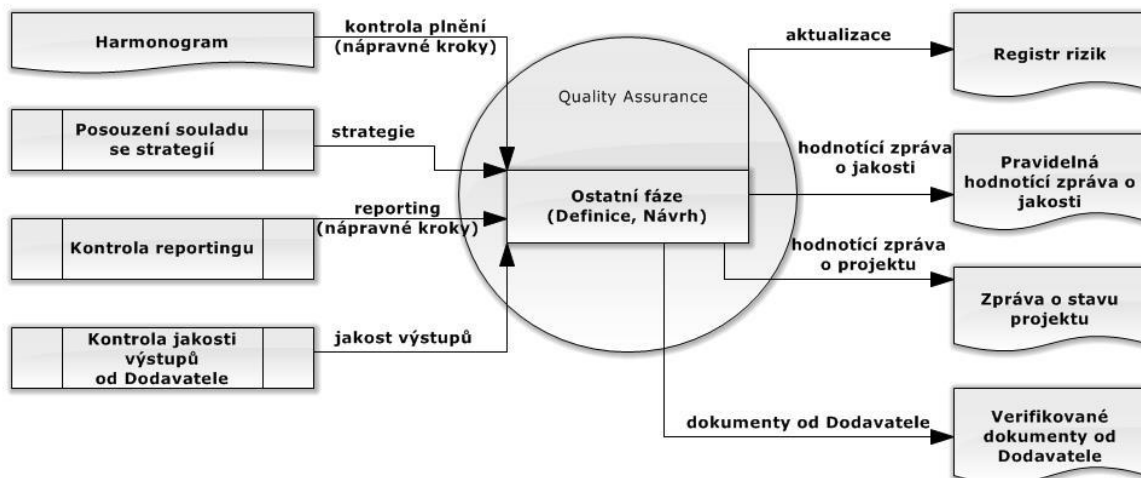 Harmonogram
kontrola plnění
(nápravné kroky)
Posouzení souladu
se strategií
strategie
Kontrola reportingu
reporting
(nápravné kroky)
Kontrola jakosti
výstupů
od Dodavatele
jakost výstupů
Quality Assurance
Ostatní fáze
(Definice, Návrh)
aktualizace
Registr rizik
hodnotící zpráva
o jakosti
Pravidelná
hodnotící zpráva o
jakosti
hodnotící zpráva
o projektu
Zpráva o stavu
projektu
dokumenty od Dodavatele
Verifikované
dokumenty od
Dodavatele